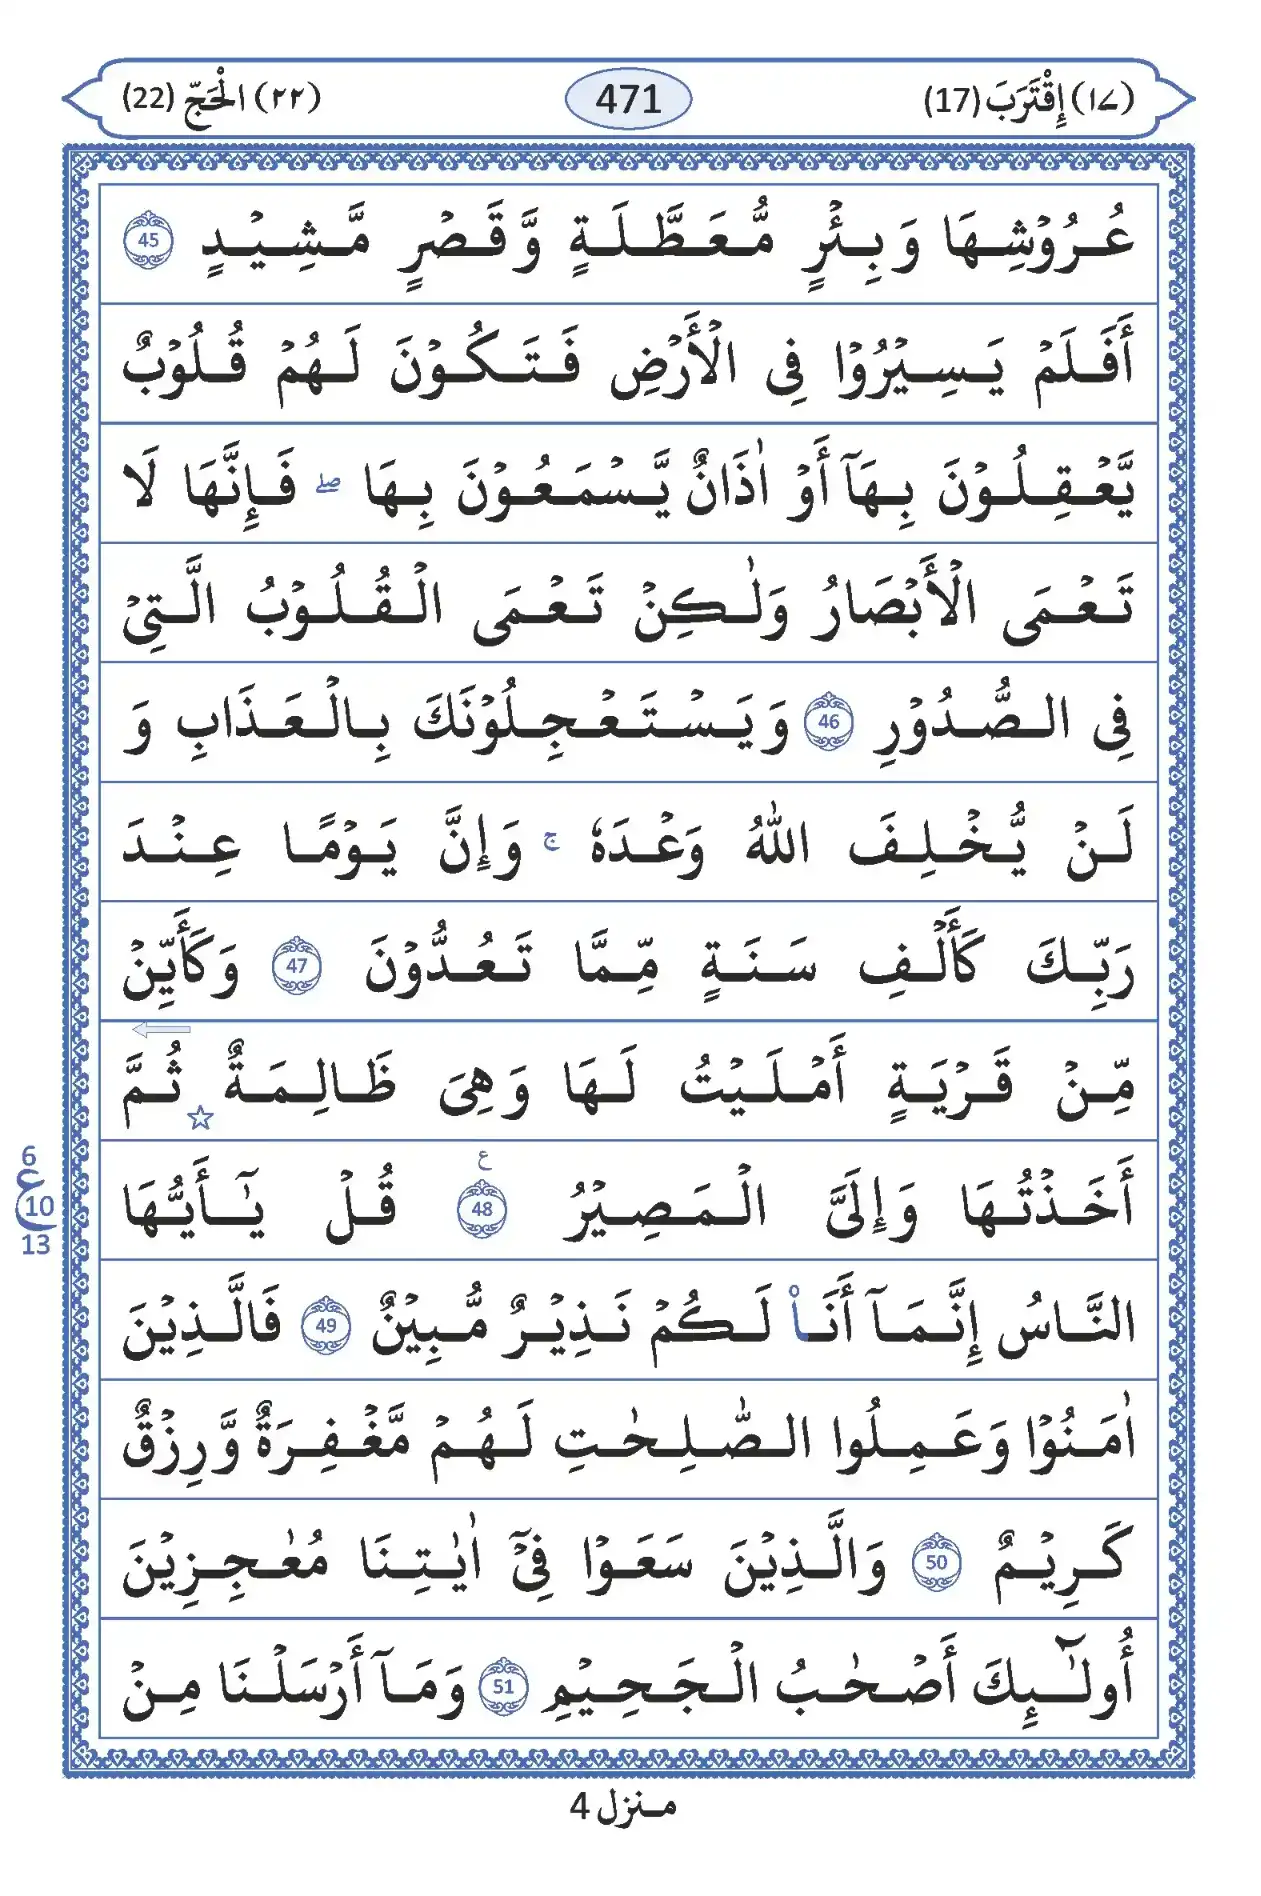 (١٧) اِقْتَرَبَ (17) 471 (٢٢) الْحَجّ (22)
عُرُوْشِهَا وَ بِئْرٍ مُّعَطَّلَةٍ وَّ قَصْرٍ مَّشِيْدٍ 45
أَفَلَمْ يَسِيْرُوْا فِى الْأَرْضِ فَتَكُوْنَ لَهُمْ قُلُوْبٌ
يَّعْقِلُوْنَ بِهَآ أَوْ اٰذَانٌ يَّسْمَعُوْنَ بِهَا ۖ فَإِنَّهَا لَا
تَعْمَى الْأَبْصَارُ وَلٰكِنْ تَعْمَى الْقُلُوْبُ الَّتِىْ
فِى الصُّدُوْرِ 46 وَ يَسْتَعْجِلُوْنَكَ بِالْعَذَابِ وَ
لَنْ يُّخْلِفَ اللّٰهُ وَعْدَهٗ ۚ وَإِنَّ يَوْمًا عِنْدَ
رَبِّكَ كَأَلْفِ سَنَةٍ مِّمَّا تَعُدُّوْنَ 47 وَكَأَيِّنْ
مِّنْ قَرْيَةٍ أَمْلَيْتُ لَهَا وَ هِىَ ظَالِمَةٌ ☆ ثُمَّ
أَخَذْتُهَا وَ إِلَىَّ الْمَصِيْرُ 48 ع قُلْ يٰٓأَيُّهَا
النَّاسُ إِنَّمَآ أَنَا۠ لَكُمْ نَذِيْرٌ مُّبِيْنٌ 49 فَالَّذِيْنَ
اٰمَنُوْا وَ عَمِلُوا الصّٰلِحٰتِ لَهُمْ مَّغْفِرَةٌ وَّ رِزْقٌ
كَرِيْمٌ 50 وَالَّذِيْنَ سَعَوْا فِىْٓ اٰيٰتِنَا مُعٰجِزِيْنَ
أُولٰٓئِكَ أَصْحٰبُ الْجَحِيْمِ 51 وَمَآ أَرْسَلْنَا مِنْ
6
ع 10
13
منزل 4